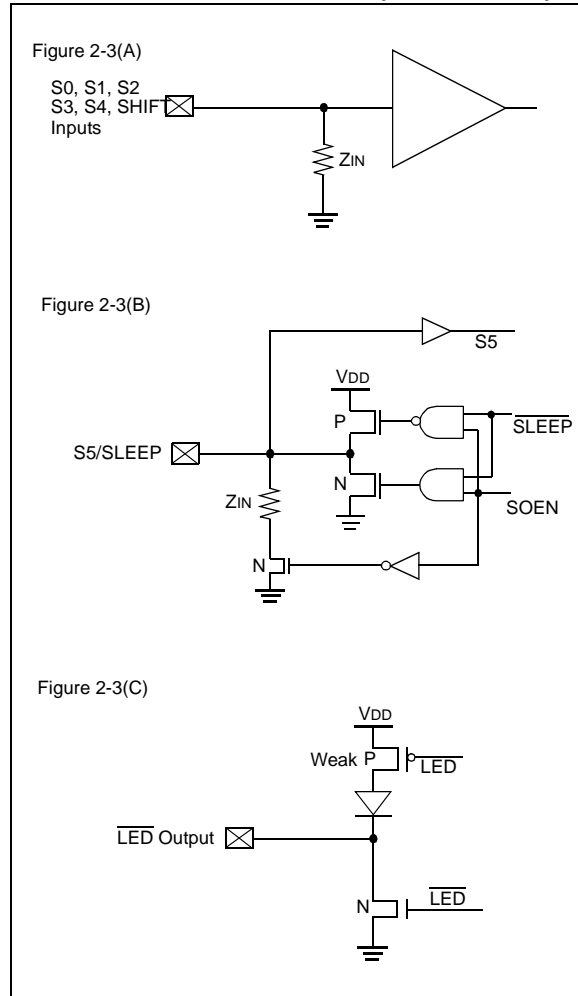 Figure 2-3(A)
S0, S1, S2
S3, S4, SHIFT
Inputs
ZIN
Figure 2-3(B)
S5
VDD
P
SLEEP
S5/SLEEP
N
ZIN
SOEN
N
Figure 2-3(C)
VDD
Weak P
LED
LED Output
N
LED